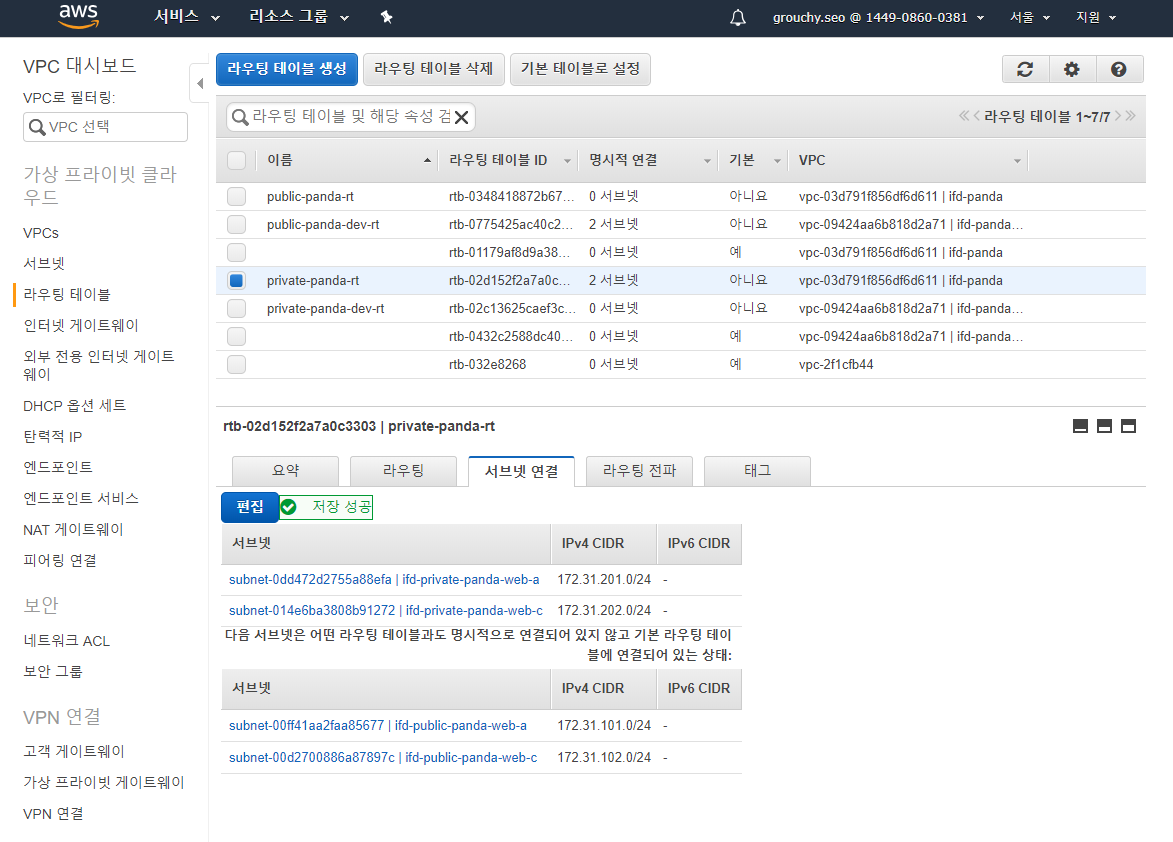 aws 서비스 리소스 그룹 grouchy.seo @ 1449-0860-0381 서울 지원
VPC 대시보드
VPC로 필터링:
VPC 선택
가상 프라이빗 클라
우드
VPCs
서브넷
라우팅 테이블
인터넷 게이트웨이
외부 전용 인터넷 게이트
웨이
DHCP 옵션 세트
탄력적 IP
엔드포인트
엔드포인트 서비스
NAT 게이트웨이
피어링 연결
보안
네트워크 ACL
보안 그룹
VPN 연결
고객 게이트웨이
가상 프라이빗 게이트웨이
VPN 연결
라우팅 테이블 생성 라우팅 테이블 삭제 기본 테이블로 설정
라우팅 테이블 및 해당 속성 검 라우팅 테이블 1~7/7
이름 라우팅 테이블 ID 명시적 연결 기본 VPC
public-panda-rt rtb-0348418872b67... 0 서브넷 아니요 vpc-03d791f856df6d611 | ifd-panda
public-panda-dev-rt rtb-0775425ac40c2... 2 서브넷 아니요 vpc-09424aa6b818d2a71 | ifd-panda...
rtb-01179af8d9a38... 0 서브넷 예 vpc-03d791f856df6d611 | ifd-panda
private-panda-rt rtb-02d152f2a7a0c... 2 서브넷 아니요 vpc-03d791f856df6d611 | ifd-panda
private-panda-dev-rt rtb-02c13625caef3c... 0 서브넷 아니요 vpc-09424aa6b818d2a71 | ifd-panda...
rtb-0432c2588dc40... 0 서브넷 예 vpc-09424aa6b818d2a71 | ifd-panda...
rtb-032e8268 0 서브넷 예 vpc-2f1cfb44
rtb-02d152f2a7a0c3303 | private-panda-rt
요약 라우팅 서브넷 연결 라우팅 전파 태그
편집 저장 성공
서브넷 IPv4 CIDR IPv6 CIDR
subnet-0dd472d2755a88efa | ifd-private-panda-web-a 172.31.201.0/24 -
subnet-014e6ba3808b91272 | ifd-private-panda-web-c 172.31.202.0/24 -
다음 서브넷은 어떤 라우팅 테이블과도 명시적으로 연결되어 있지 않고 기본 라우팅 테이
블에 연결되어 있는 상태:
서브넷 IPv4 CIDR IPv6 CIDR
subnet-00ff41aa2faa85677 | ifd-public-panda-web-a 172.31.101.0/24 -
subnet-00d2700886a87897c | ifd-public-panda-web-c 172.31.102.0/24 -